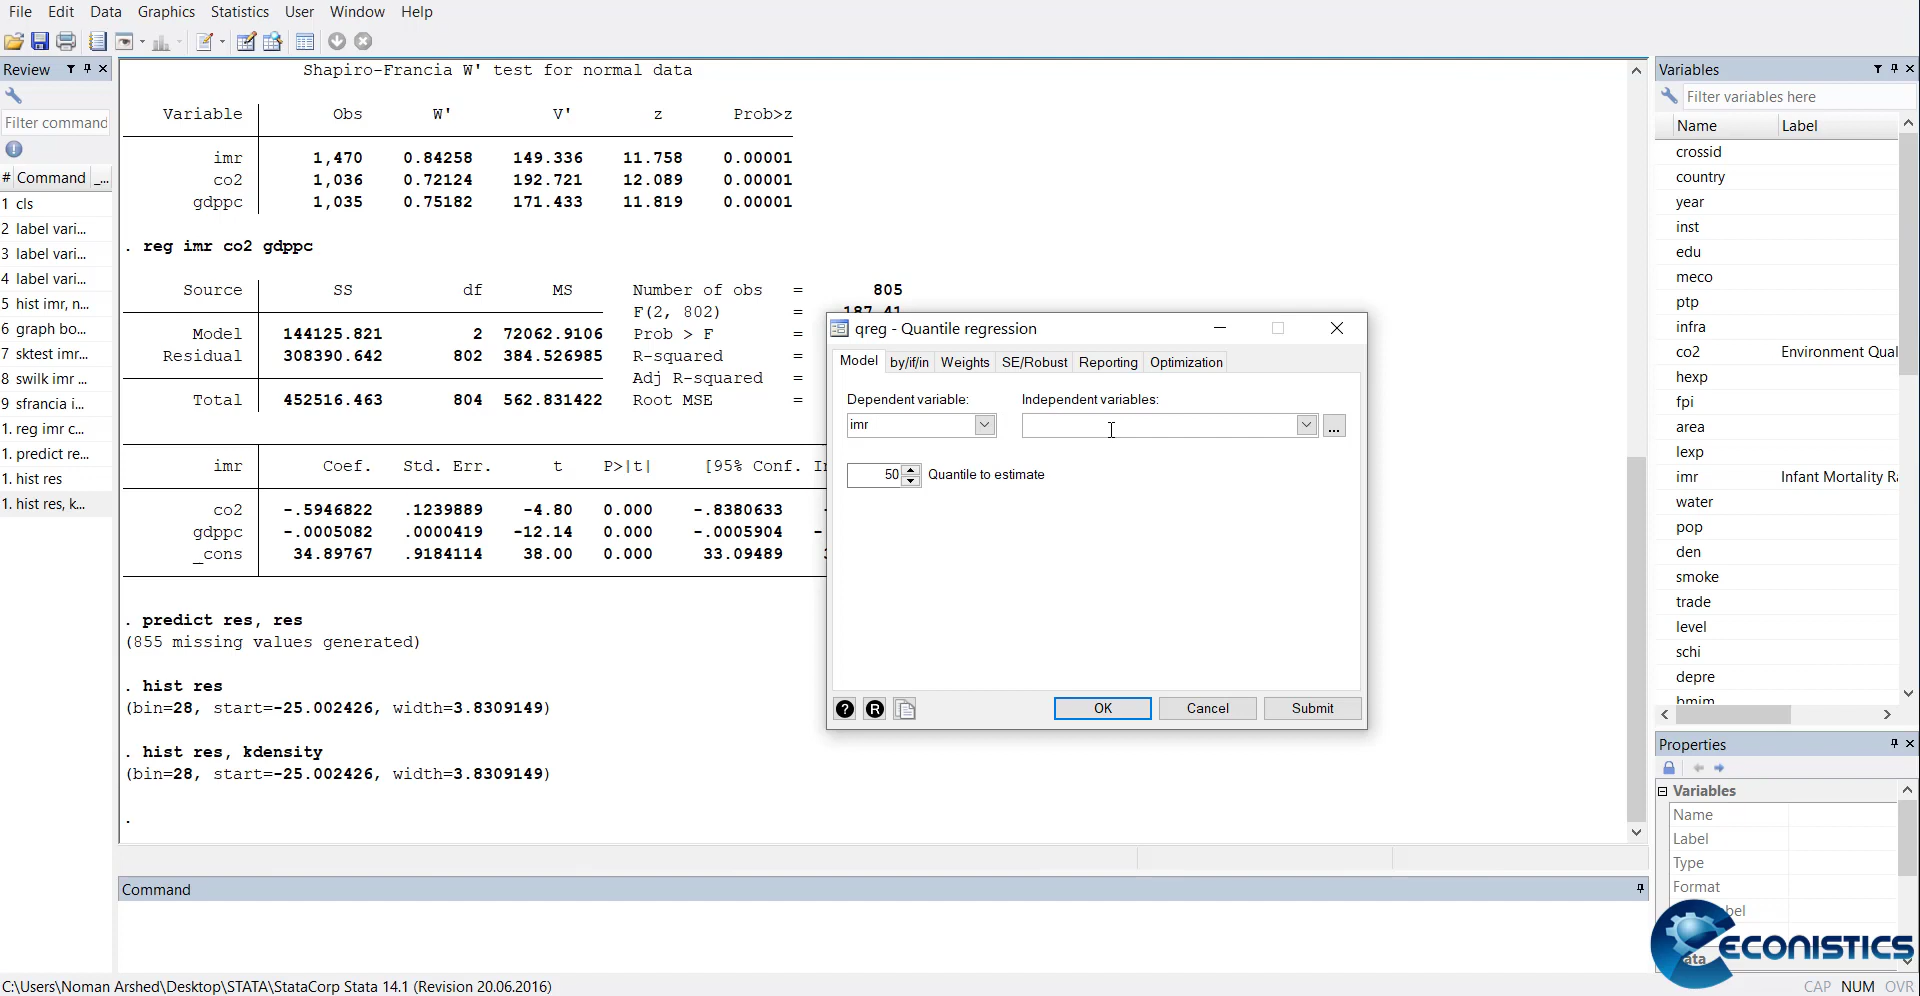 File Edit Data Graphics Statistics User Window Help
Review
Filter command
# Command _...
1 cls
2 label vari...
3 label vari...
4 label vari...
5 hist imr, n...
6 graph bo...
7 sktest imr...
8 swilk imr ...
9 sfrancia i...
1. reg imr c...
1. predict re...
1. hist res
1. hist res, k...
Shapiro-Francia W' test for normal data
Variable Obs W' V' z Prob>z
imr 1,470 0.84258 149.336 11.758 0.00001
co2 1,036 0.72124 192.721 12.089 0.00001
gdppc 1,035 0.75182 171.433 11.819 0.00001
. reg imr co2 gdppc
Source SS df MS Number of obs = 805
F(2, 802) = 187.41
Model 144125.821 2 72062.9106 Prob > F =
Residual 308390.642 802 384.526985 R-squared =
Adj R-squared =
Total 452516.463 804 562.831422 Root MSE =
imr Coef. Std. Err. t P>|t| [95% Conf. In
co2 -.5946822 .1239889 -4.80 0.000 -.8380633 -
gdppc -.0005082 .0000419 -12.14 0.000 -.0005904 -
_cons 34.89767 .9184114 38.00 0.000 33.09489
. predict res, res
(855 missing values generated)
. hist res
(bin=28, start=-25.002426, width=3.8309149)
. hist res, kdensity
(bin=28, start=-25.002426, width=3.8309149)
.
qreg - Quantile regression
Model by/if/in Weights SE/Robust Reporting Optimization
Dependent variable: Independent variables:
imr
...
50 Quantile to estimate
? R OK Cancel Submit
Command
Variables
Filter variables here
Name Label
crossid
country
year
inst
edu
meco
ptp
infra
co2 Environment Qual
hexp
fpi
area
lexp
imr Infant Mortality Ra
water
pop
den
smoke
trade
level
schi
depre
bmim
Properties
Variables
Name
Label
Type
Format
bel
ata
ECONISTICS
C:\Users\Noman Arshed\Desktop\STATA\StataCorp Stata 14.1 (Revision 20.06.2016)
CAP NUM OVR